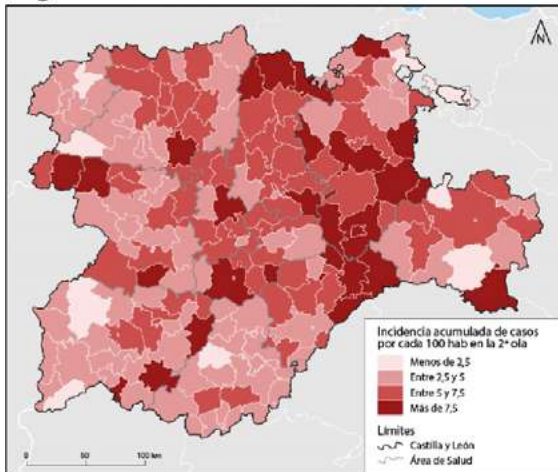 N
Incidencia acumulada de casos
por cada 100 hab en la 2ª ola
Menos de 2,5
Entre 2,5 y 5
Entre 5 y 7,5
Más de 7,5
Límites
Castilla y León
Área de Salud
0 50 100 km